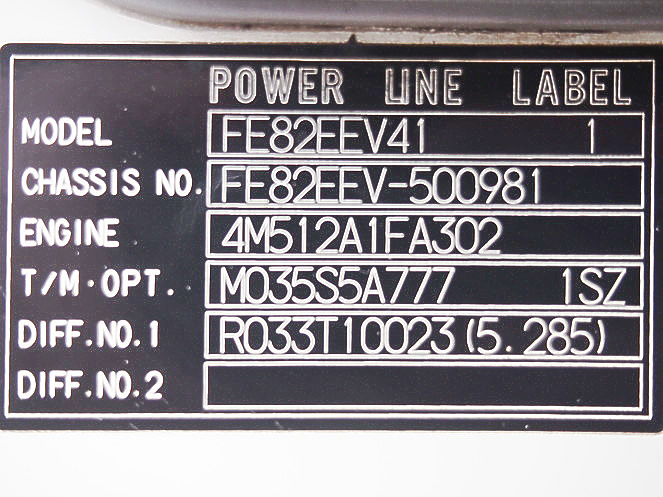 POWER LINE LABEL
MODEL FE82EEV41 1
CHASSIS NO. FE82EEV-500981
ENGINE 4M512A1FA302
T/M·OPT. M035S5A777 1SZ
DIFF.NO.1 R033T10023(5.285)
DIFF.NO.2